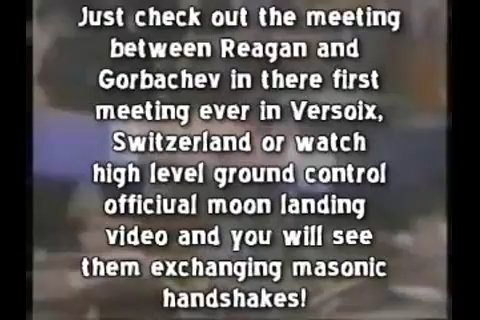 Just check out the meeting
between Reagan and
Gorbachev in there first
meeting ever in Versoix,
Switzerland or watch
high level ground control
officiual moon landing
video and you will see
them exchanging masonic
handshakes!